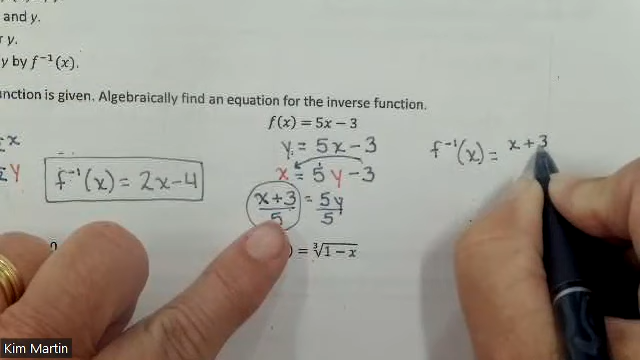 and y.
y.
y by f⁻¹(x).
unction is given. Algebraically find an equation for the inverse function.
f(x) = 5x − 3
y = 5x − 3
f⁻¹(x) = x + 3
x
y
f⁻¹(x) = 2x − 4
x = 5y − 3
x + 3 / 5 = 5y / 5
) = ∛1 − x
Kim Martin